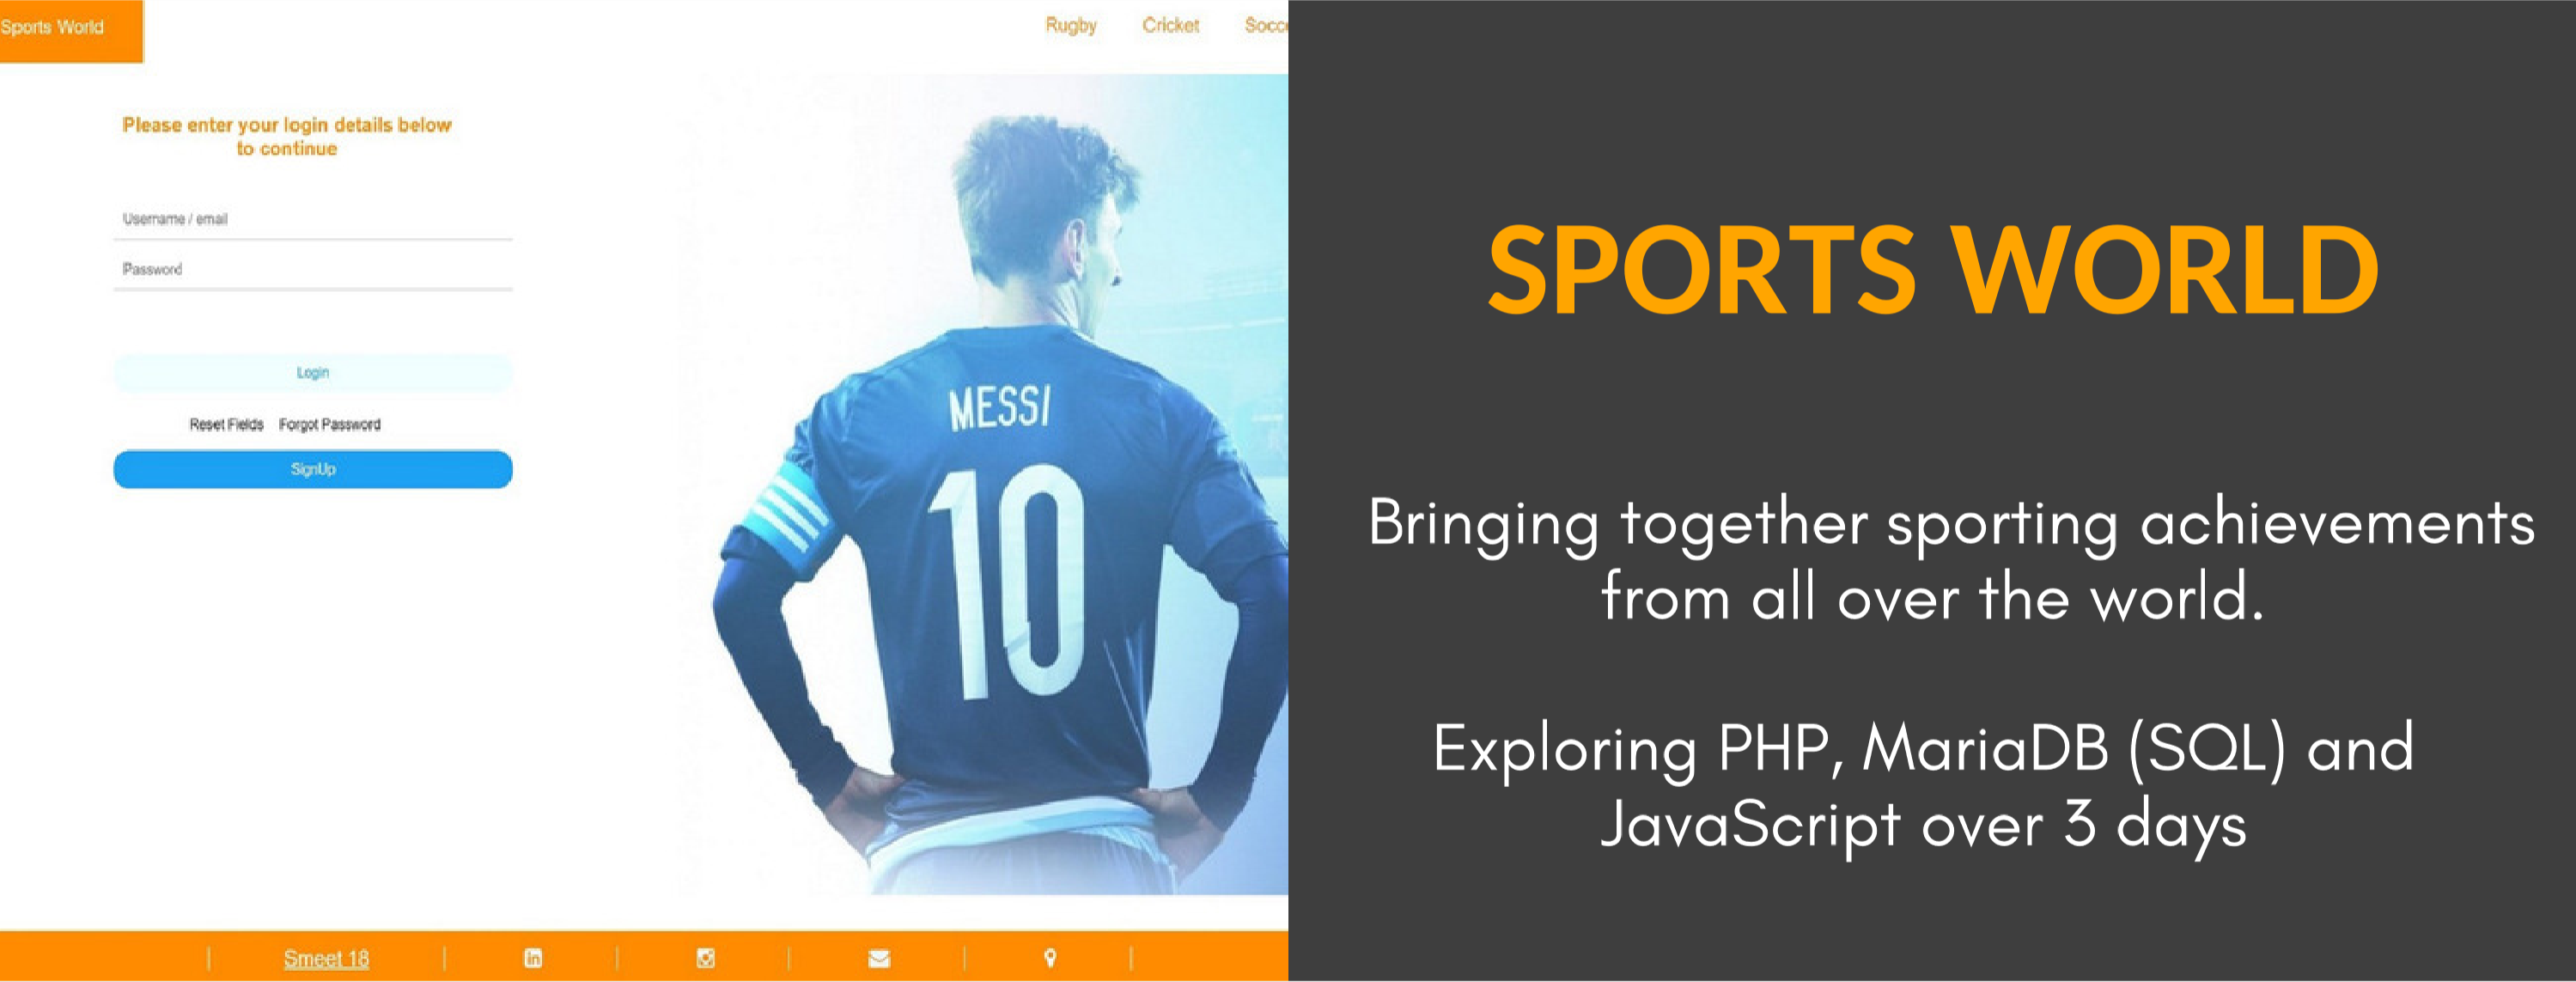 Sports World
Rugby Cricket
Please enter your login details below
to continue
Username / email
Password
Login
Reset Fields Forgot Password
SignUp
MESSI
10
Smeet 18
in
SPORTS WORLD
Bringing together sporting achievements
from all over the world.
Exploring PHP, MariaDB (SQL) and
JavaScript over 3 days